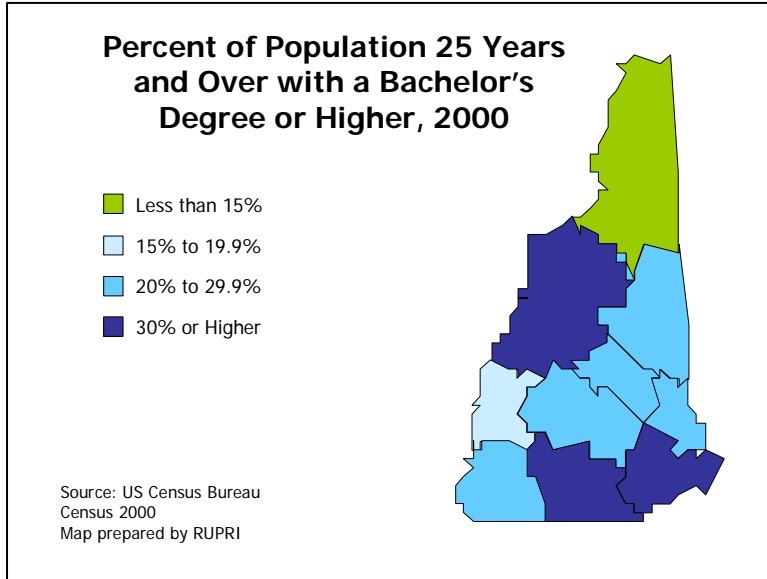 Percent of Population 25 Years
and Over with a Bachelor's
Degree or Higher, 2000
Less than 15%
15% to 19.9%
20% to 29.9%
30% or Higher
Source: US Census Bureau
Census 2000
Map prepared by RUPRI